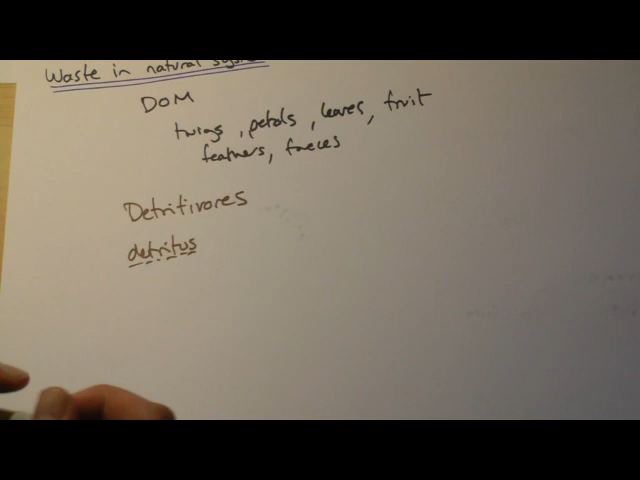 Waste in natural
DOM
twigs, petals, leaves, fruit
feathers, faeces
Detritivores
detritus